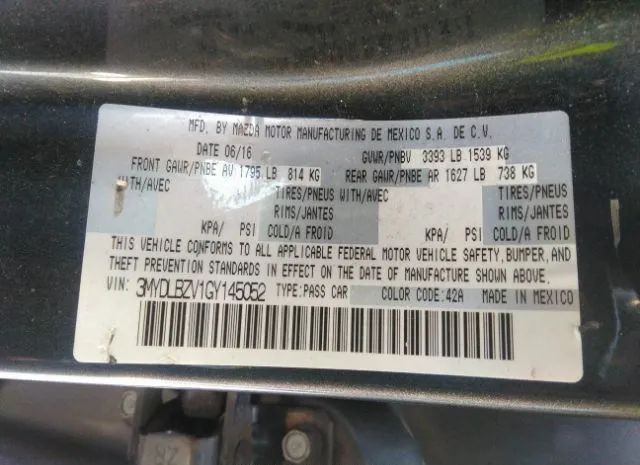 MFD. BY MAZDA MOTOR MANUFACTURING DE MEXICO S.A. DE C.V.
DATE 06/16 GVWR/PNBV 3393 LB 1539 KG
FRONT GAWR/PNBE AV 1795 LB 814 KG REAR GAWR/PNBE AR 1627 LB 738 KG
WITH/AVEC TIRES/PNEUS WITH/AVEC TIRES/PNEUS
RIMS/JANTES RIMS/JANTES
KPA/ PSI COLD/A FROID KPA/ PSI COLD/A FROID
THIS VEHICLE CONFORMS TO ALL APPLICABLE FEDERAL MOTOR VEHICLE SAFETY, BUMPER, AND
THEFT PREVENTION STANDARDS IN EFFECT ON THE DATE OF MANUFACTURE SHOWN ABOVE.
VIN: 3MYDLBZV1GY145052 TYPE:PASS CAR COLOR CODE:42A MADE IN MEXICO